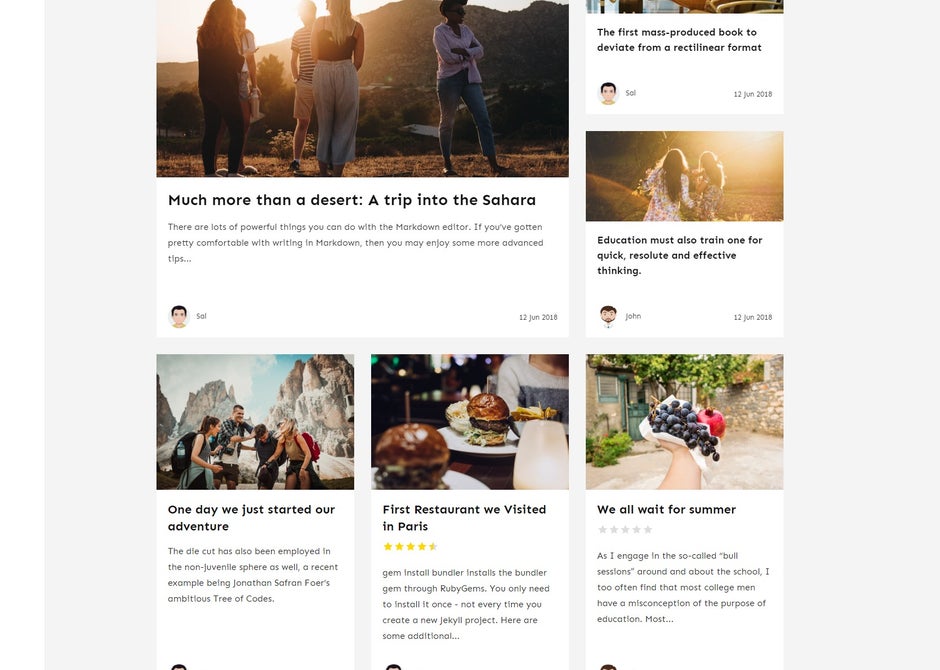 The first mass-produced book to
deviate from a rectilinear format
Sal
12 Jun 2018
Much more than a desert: A trip into the Sahara
There are lots of powerful things you can do with the Markdown editor. If you've gotten
pretty comfortable with writing in Markdown, then you may enjoy some more advanced
tips...
Sal
12 Jun 2018
Education must also train one for
quick, resolute and effective
thinking.
John
12 Jun 2018
One day we just started our
adventure
The die cut has also been employed in
the non-juvenile sphere as well, a recent
example being Jonathan Safran Foer's
ambitious Tree of Codes.
First Restaurant we Visited
in Paris
gem install bundler installs the bundler
gem through RubyGems. You only need
to install it once - not every time you
create a new Jekyll project. Here are
some additional...
We all wait for summer
As I engage in the so-called “bull
sessions” around and about the school, I
too often find that most college men
have a misconception of the purpose of
education. Most...